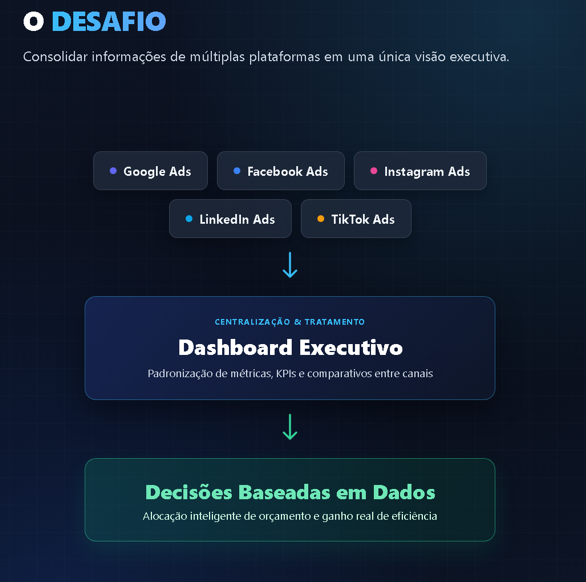 O DESAFIO
Consolidar informações de múltiplas plataformas em uma única visão executiva.
Google Ads
Facebook Ads
Instagram Ads
LinkedIn Ads
TikTok Ads
CENTRALIZAÇÃO & TRATAMENTO
Dashboard Executivo
Padronização de métricas, KPIs e comparativos entre canais
Decisões Baseadas em Dados
Alocação inteligente de orçamento e ganho real de eficiência